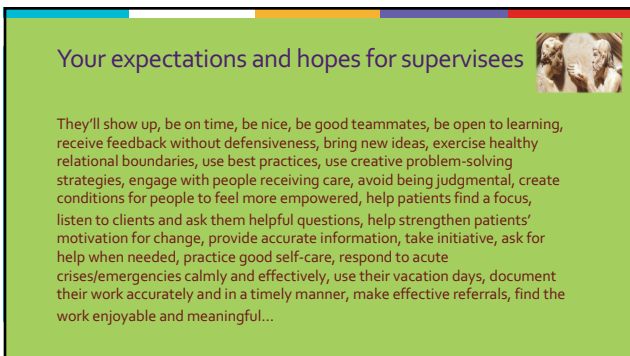 Your expectations and hopes for supervisees
They'll show up, be on time, be nice, be good teammates, be open to learning,
receive feedback without defensiveness, bring new ideas, exercise healthy
relational boundaries, use best practices, use creative problem-solving
strategies, engage with people receiving care, avoid being judgmental, create
conditions for people to feel more empowered, help patients find a focus,
listen to clients and ask them helpful questions, help strengthen patients'
motivation for change, provide accurate information, take initiative, ask for
help when needed, practice good self-care, respond to acute
crises/emergencies calmly and effectively, use their vacation days, document
their work accurately and in a timely manner, make effective referrals, find the
work enjoyable and meaningful...